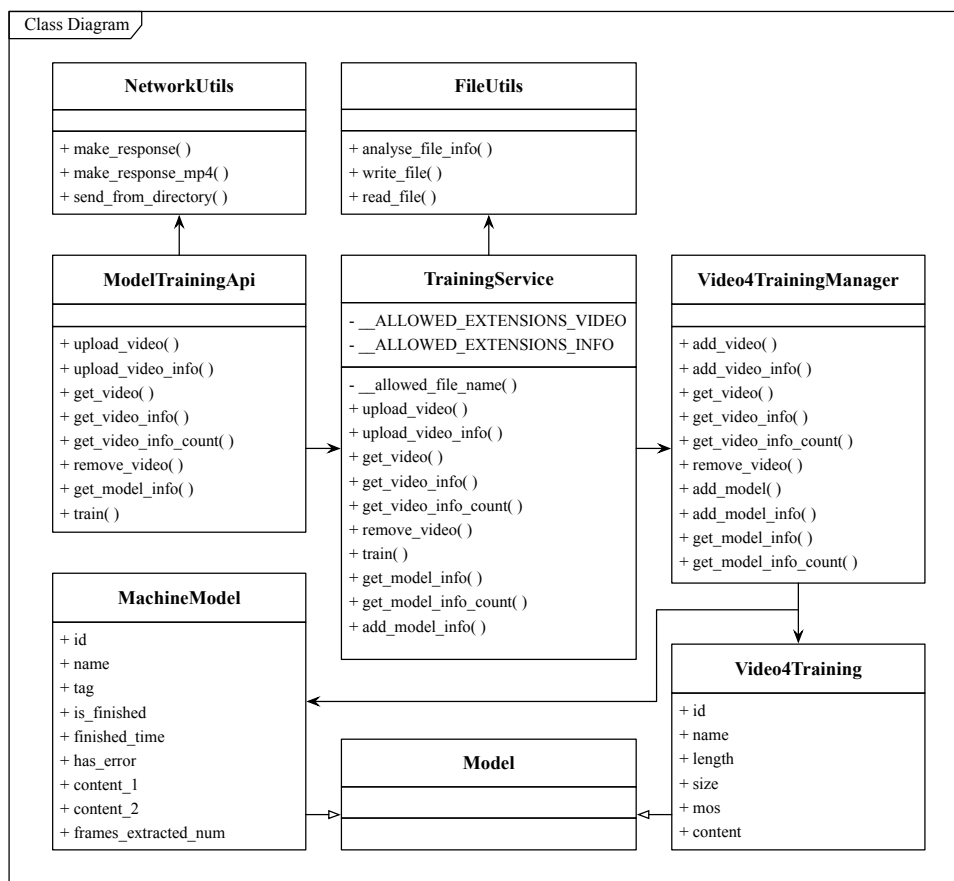 Class Diagram
NetworkUtils
+ make_response( )
+ make_response_mp4( )
+ send_from_directory( )
FileUtils
+ analyse_file_info( )
+ write_file( )
+ read_file( )
ModelTrainingApi
+ upload_video( )
+ upload_video_info( )
+ get_video( )
+ get_video_info( )
+ get_video_info_count( )
+ remove_video( )
+ get_model_info( )
+ train( )
TrainingService
- __ALLOWED_EXTENSIONS_VIDEO
- __ALLOWED_EXTENSIONS_INFO
- __allowed_file_name( )
+ upload_video( )
+ upload_video_info( )
+ get_video( )
+ get_video_info( )
+ get_video_info_count( )
+ remove_video( )
+ train( )
+ get_model_info( )
+ get_model_info_count( )
+ add_model_info( )
Video4TrainingManager
+ add_video( )
+ add_video_info( )
+ get_video( )
+ get_video_info( )
+ get_video_info_count( )
+ remove_video( )
+ add_model( )
+ add_model_info( )
+ get_model_info( )
+ get_model_info_count( )
MachineModel
+ id
+ name
+ tag
+ is_finished
+ finished_time
+ has_error
+ content_1
+ content_2
+ frames_extracted_num
Model
Video4Training
+ id
+ name
+ length
+ size
+ mos
+ content